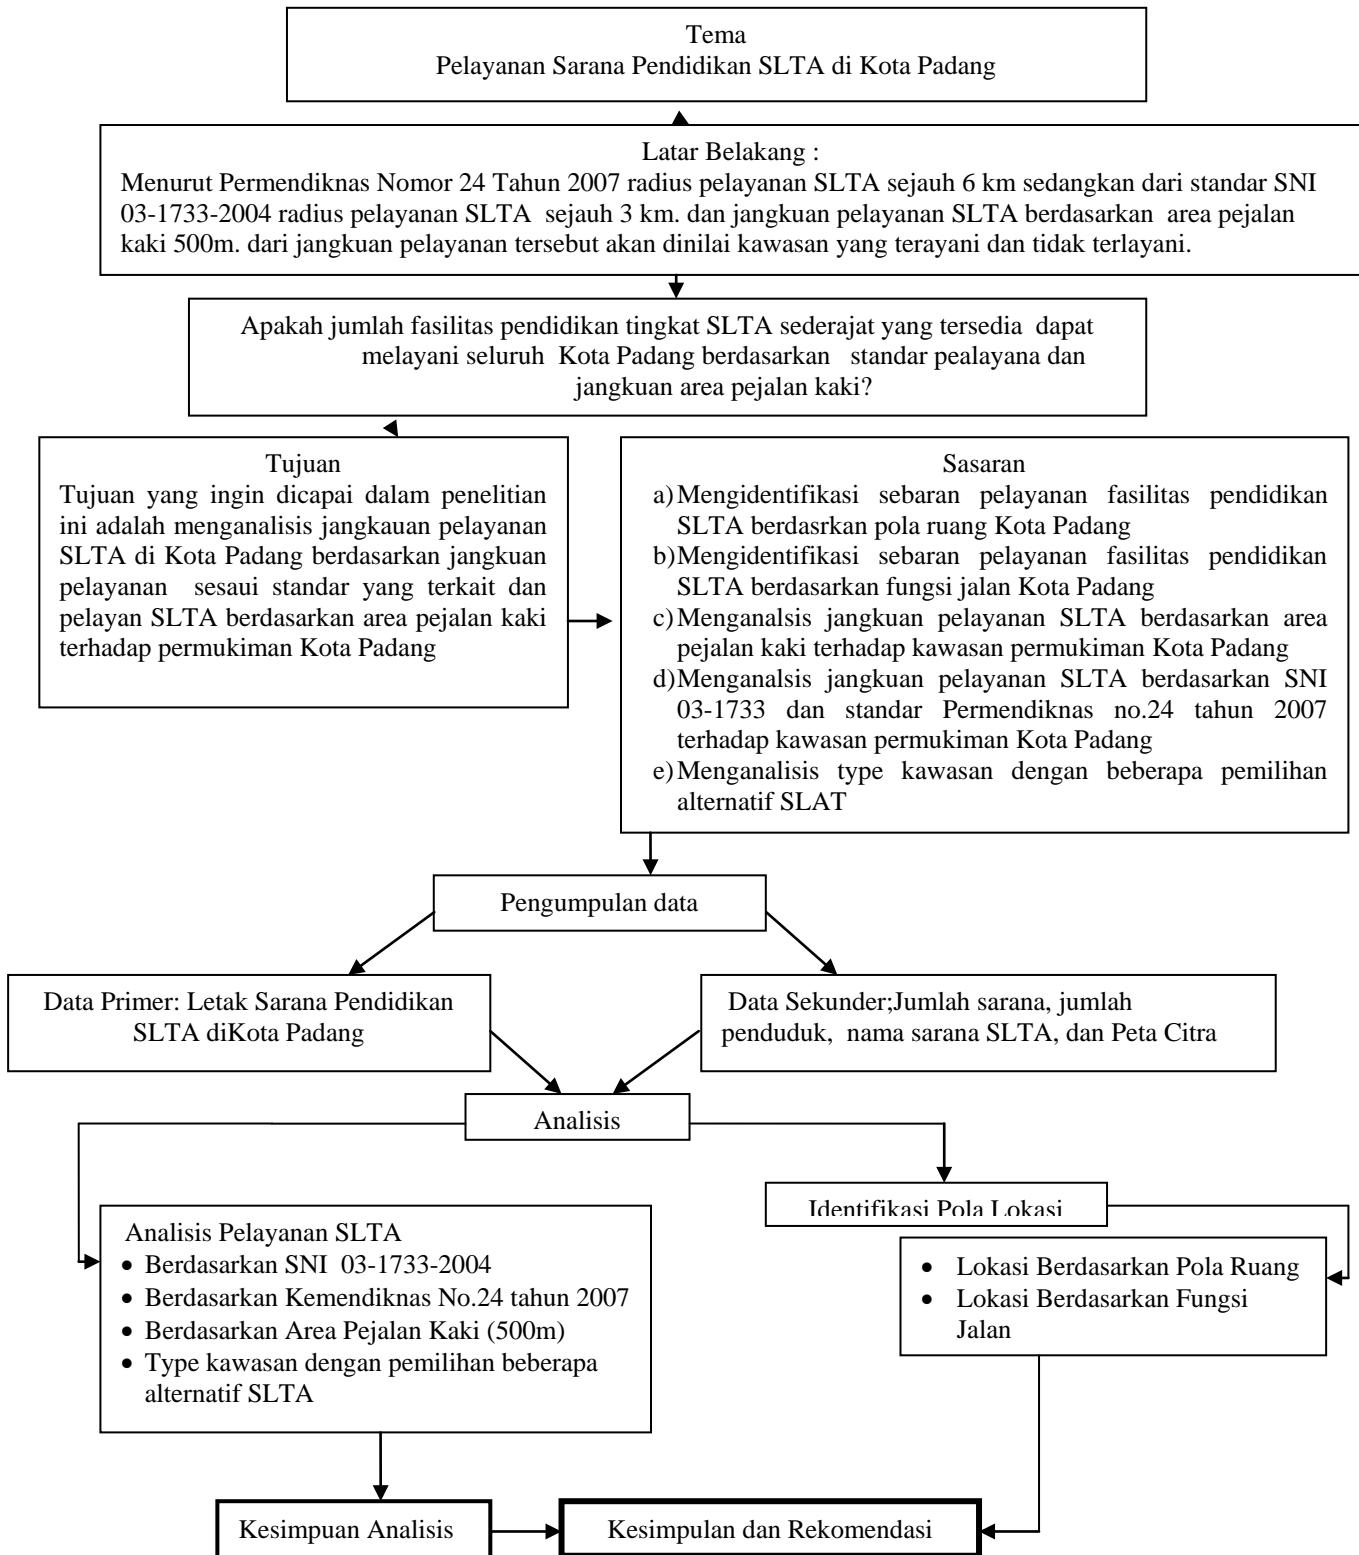 Tema
Pelayanan Sarana Pendidikan SLTA di Kota Padang
Latar Belakang :
Menurut Permendiknas Nomor 24 Tahun 2007 radius pelayanan SLTA sejauh 6 km sedangkan dari standar SNI
03-1733-2004 radius pelayanan SLTA sejauh 3 km. dan jangkuan pelayanan SLTA berdasarkan area pejalan
kaki 500m. dari jangkuan pelayanan tersebut akan dinilai kawasan yang terayani dan tidak terlayani.
Apakah jumlah fasilitas pendidikan tingkat SLTA sederajat yang tersedia dapat
melayani seluruh Kota Padang berdasarkan standar pealayana dan
jangkuan area pejalan kaki?
Tujuan
Tujuan yang ingin dicapai dalam penelitian
ini adalah menganalisis jangkauan pelayanan
SLTA di Kota Padang berdasarkan jangkuan
pelayanan sesaui standar yang terkait dan
pelayan SLTA berdasarkan area pejalan kaki
terhadap permukiman Kota Padang
Sasaran
a) Mengidentifikasi sebaran pelayanan fasilitas pendidikan
SLTA berdasrkan pola ruang Kota Padang
b) Mengidentifikasi sebaran pelayanan fasilitas pendidikan
SLTA berdasarkan fungsi jalan Kota Padang
c) Menganalsis jangkuan pelayanan SLTA berdasarkan area
pejalan kaki terhadap kawasan permukiman Kota Padang
d) Menganalsis jangkuan pelayanan SLTA berdasarkan SNI
03-1733 dan standar Permendiknas no.24 tahun 2007
terhadap kawasan permukiman Kota Padang
e) Menganalisis type kawasan dengan beberapa pemilihan
alternatif SLAT
Pengumpulan data
Data Primer: Letak Sarana Pendidikan
SLTA diKota Padang
Data Sekunder;Jumlah sarana, jumlah
penduduk, nama sarana SLTA, dan Peta Citra
Analisis
Identifikasi Pola Lokasi
Analisis Pelayanan SLTA
• Berdasarkan SNI 03-1733-2004
• Berdasarkan Kemendiknas No.24 tahun 2007
• Berdasarkan Area Pejalan Kaki (500m)
• Type kawasan dengan pemilihan beberapa
alternatif SLTA
• Lokasi Berdasarkan Pola Ruang
• Lokasi Berdasarkan Fungsi
Jalan
Kesimpuan Analisis
Kesimpulan dan Rekomendasi